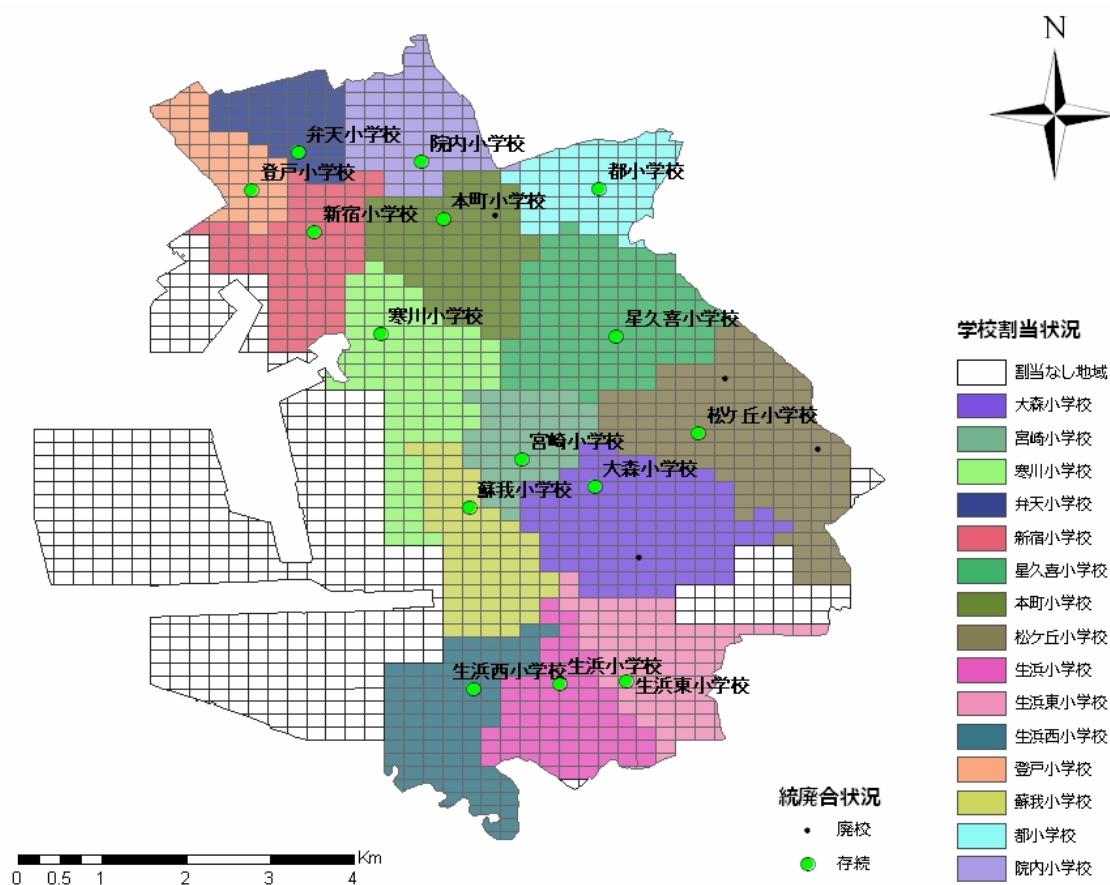 N
弁天小学校
院内小学校
登戸小学校
都小学校
本町小学校
新宿小学校
寒川小学校
星久喜小学校
松ケ丘小学校
宮崎小学校
大森小学校
蘇我小学校
生浜西小学校
生浜小学校
生浜東小学校
学校割当状況
割当なし地域
大森小学校
宮崎小学校
寒川小学校
弁天小学校
新宿小学校
星久喜小学校
本町小学校
松ケ丘小学校
生浜小学校
生浜東小学校
生浜西小学校
登戸小学校
蘇我小学校
都小学校
院内小学校
統廃合状況
廃校
存続
Km
0 0.5 1 2 3 4